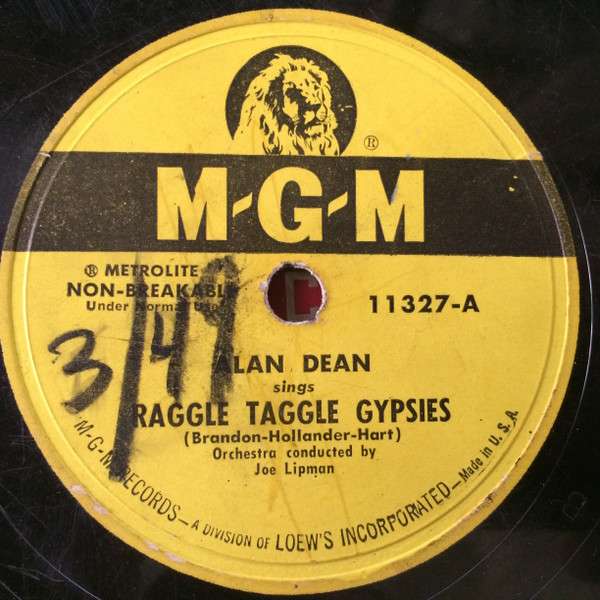 ®
M-G-M
® METROLITE
NON-BREAKABLE
Under Normal Use
11327-A
3/49
ALAN DEAN
sings
RAGGLE TAGGLE GYPSIES
(Brandon-Hollander-Hart)
Orchestra conducted by
Joe Lipman
M-G-M RECORDS — A DIVISION OF LOEW'S INCORPORATED — Made in U.S.A.